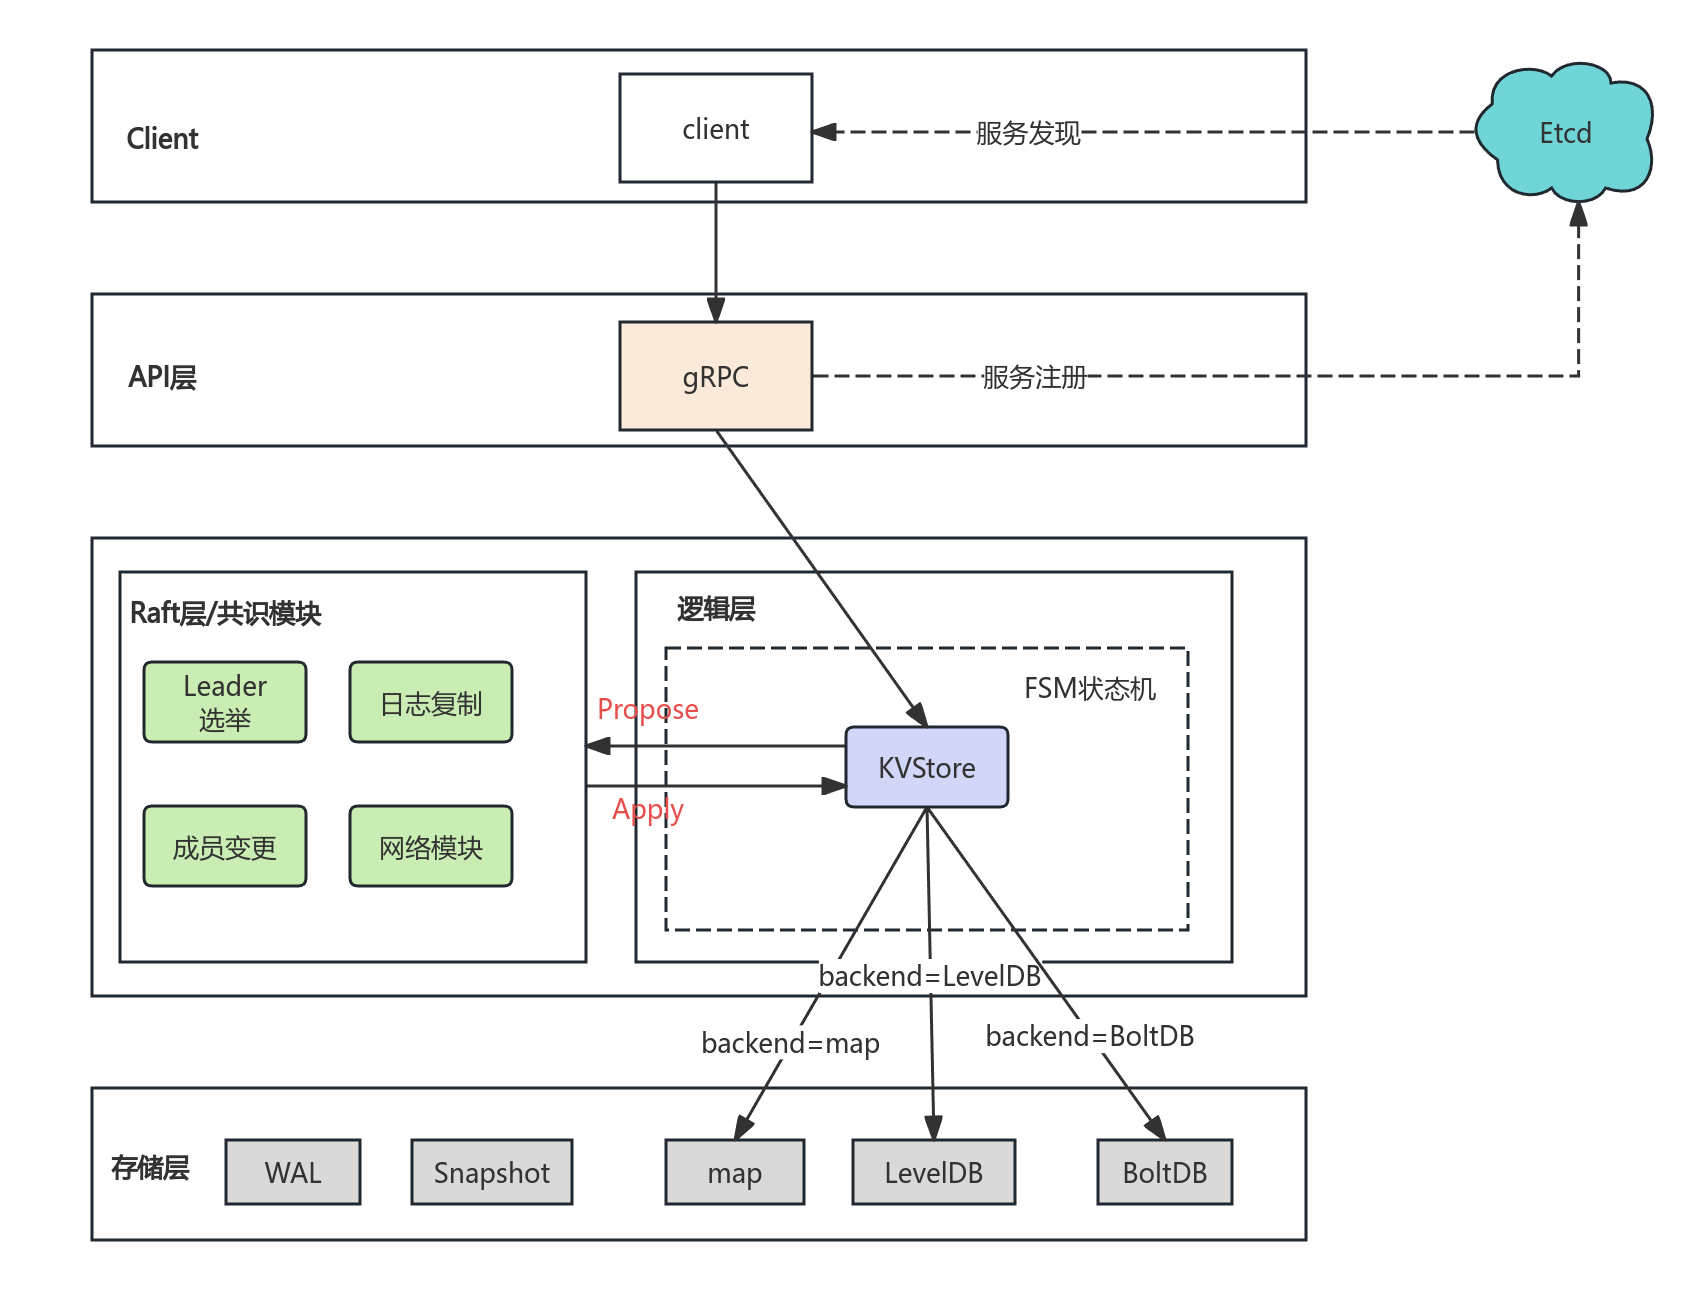 Client
client
服务发现
Etcd
API层
gRPC
服务注册
Raft层/共识模块
逻辑层
Leader
选举
日志复制
FSM状态机
Propose
KVStore
Apply
成员变更
网络模块
backend=LevelDB
backend=map
backend=BoltDB
存储层
WAL
Snapshot
map
LevelDB
BoltDB